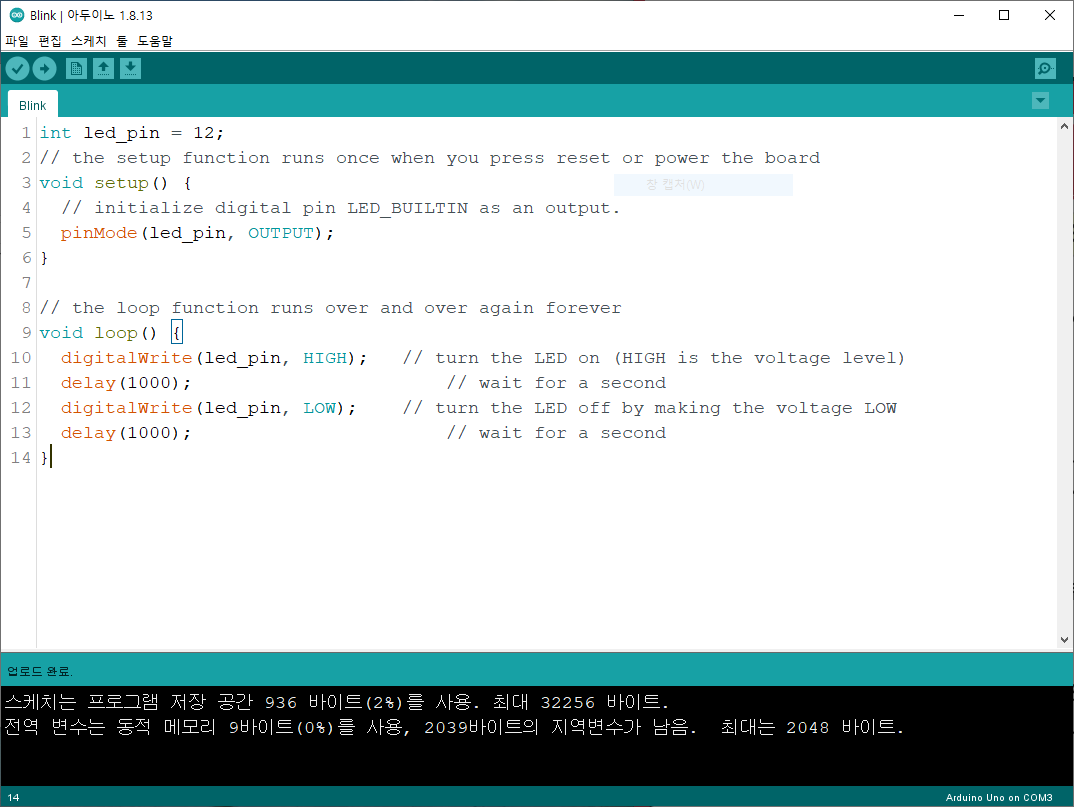 Blink | 아두이노 1.8.13
파일 편집 스케치 툴 도움말
Blink
1 int led_pin = 12;
2 // the setup function runs once when you press reset or power the board
3 void setup() {
창 캡처(W)
4 // initialize digital pin LED_BUILTIN as an output.
5 pinMode(led_pin, OUTPUT);
6 }
7
8 // the loop function runs over and over again forever
9 void loop() {
10 digitalWrite(led_pin, HIGH); // turn the LED on (HIGH is the voltage level)
11 delay(1000); // wait for a second
12 digitalWrite(led_pin, LOW); // turn the LED off by making the voltage LOW
13 delay(1000); // wait for a second
14 }
업로드 완료.
스케치는 프로그램 저장 공간 936 바이트(2%)를 사용. 최대 32256 바이트.
전역 변수는 동적 메모리 9바이트(0%)를 사용, 2039바이트의 지역변수가 남음. 최대는 2048 바이트.
14
Arduino Uno on COM3